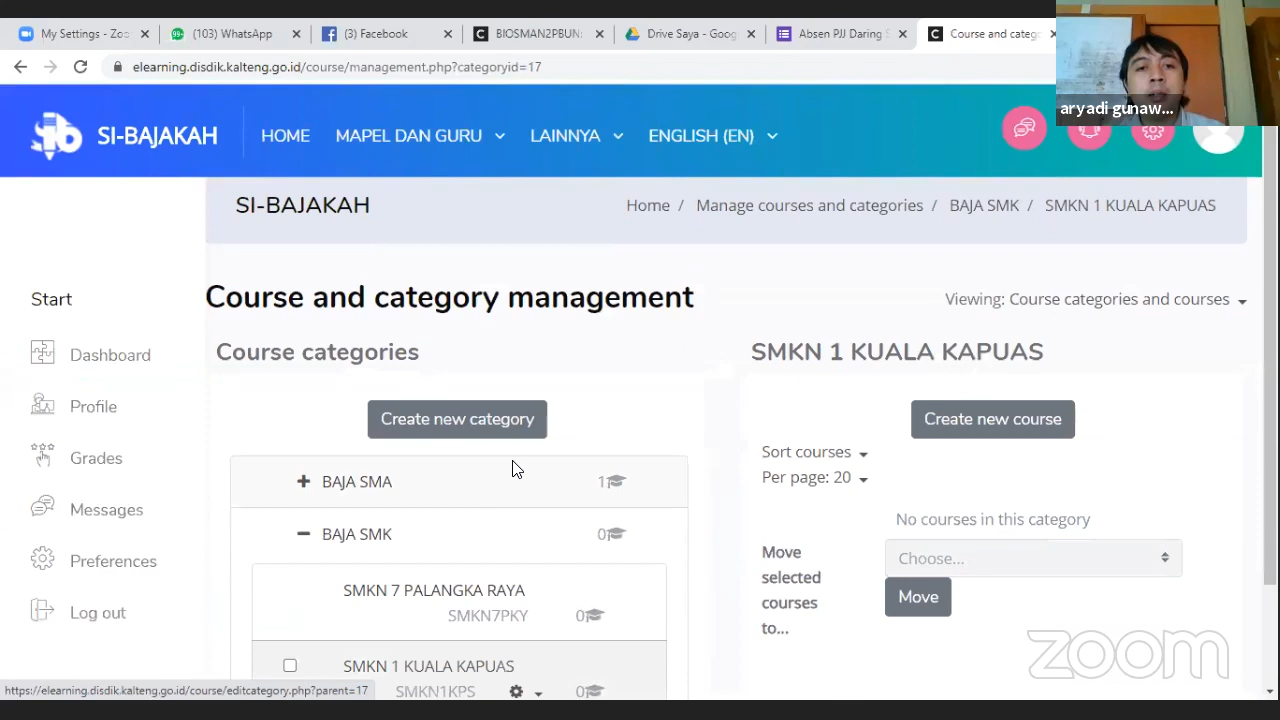 My Settings - Zoo
(103) WhatsApp
(3) Facebook
BIOSMAN2PBUN:
Drive Saya - Goog
Absen PJJ Daring S
Course and categ
elearning.disdik.kalteng.go.id/course/management.php?categoryid=17
aryadi gunaw...
SI-BAJAKAH
HOME
MAPEL DAN GURU
LAINNYA
ENGLISH (EN)
SI-BAJAKAH
Home / Manage courses and categories / BAJA SMK / SMKN 1 KUALA KAPUAS
Start
Dashboard
Profile
Grades
Messages
Preferences
Log out
Course and category management
Viewing: Course categories and courses
Course categories
Create new category
BAJA SMA 1
BAJA SMK 0
SMKN 7 PALANGKA RAYA
SMKN7PKY 0
SMKN 1 KUALA KAPUAS
SMKN1KPS 0
SMKN 1 KUALA KAPUAS
Create new course
Sort courses
Per page: 20
No courses in this category
Move
selected
courses
to...
Choose...
Move
zoom
https://elearning.disdik.kalteng.go.id/course/editcategory.php?parent=17